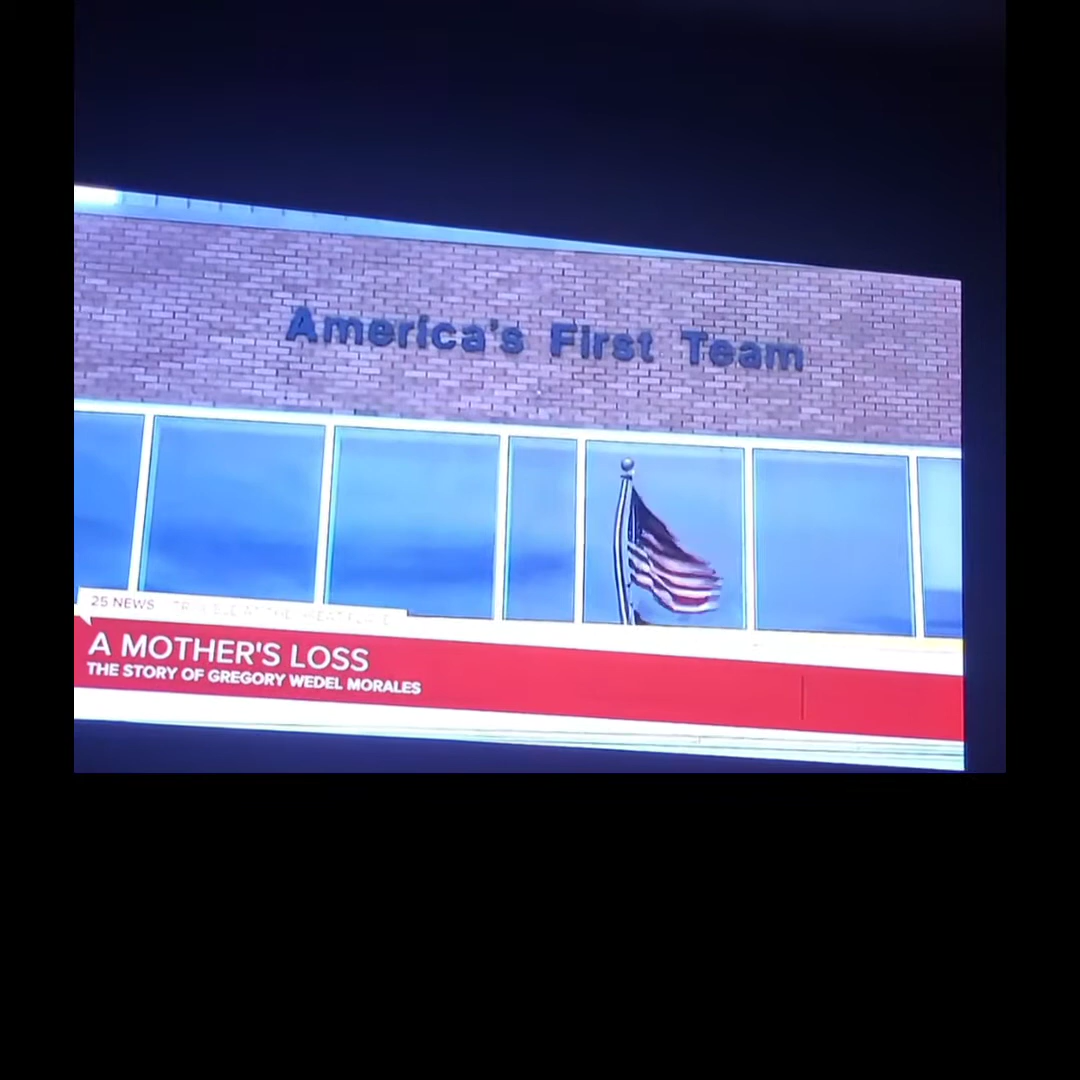 America's First Team
25 NEWS
A MOTHER'S LOSS
THE STORY OF GREGORY WEDEL MORALES